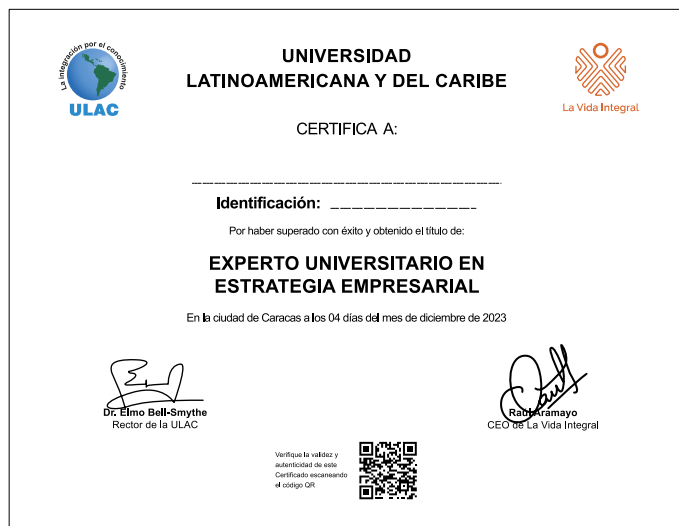 La integración por el conocimiento
ULAC
UNIVERSIDAD
LATINOAMERICANA Y DEL CARIBE
La Vida Integral
CERTIFICA A:
Identificación:
Por haber superado con éxito y obtenido el título de:
EXPERTO UNIVERSITARIO EN
ESTRATEGIA EMPRESARIAL
En la ciudad de Caracas a los 04 días del mes de diciembre de 2023
Dr. Elmo Bell-Smythe
Rector de la ULAC
Raúl Aramayo
CEO de La Vida Integral
Verifique la validez y
autenticidad de este
Certificado escaneando
el código QR